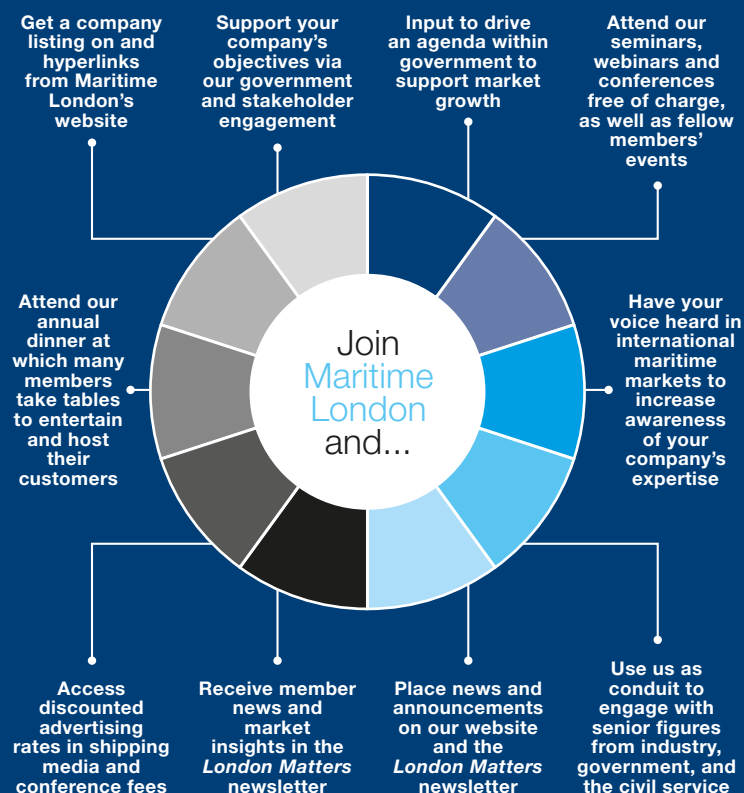 Get a company
listing on and
hyperlinks
from Maritime
London's
website
Support your
company's
objectives via
our government
and stakeholder
engagement
Input to drive
an agenda within
government to
support market
growth
Attend our
seminars,
webinars and
conferences
free of charge,
as well as fellow
members'
events
Attend our
annual
dinner at
which many
members
take tables
to entertain
and host
their
customers
Join
Maritime
London
and...
Have your
voice heard in
international
maritime
markets to
increase
awareness
of your
company's
expertise
Access
discounted
advertising
rates in shipping
media and
conference fees
Receive member
news and
market
insights in the
London Matters
newsletter
Place news and
announcements
on our website
and the
London Matters
newsletter
Use us as
conduit to
engage with
senior figures
from industry,
government, and
the civil service